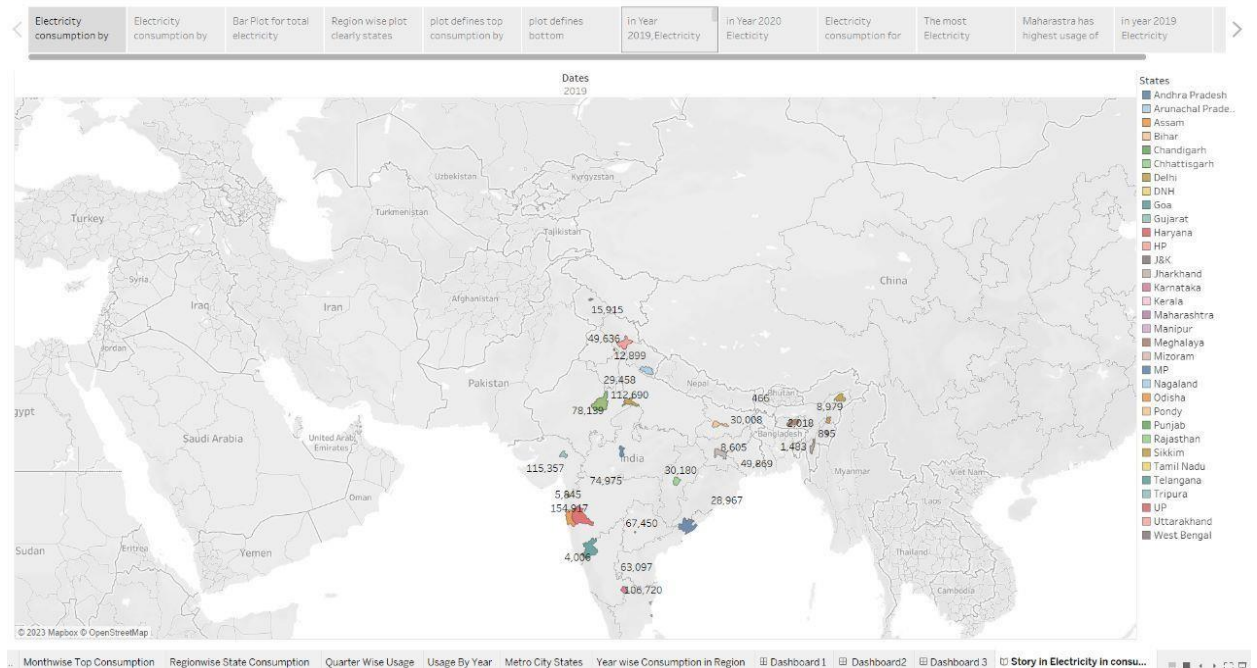 Electricity
consumption by
Electricity
consumption by
Bar Plot for total
electricity
Region wise plot
clearly states
plot defines top
consumption by
plot defines
bottom
in Year
2019,Electricity
in Year 2020
Electicity
Electricity
consumption for
The most
Electricity
Maharastra has
highest usage of
in year 2019
Electricity
Dates
2019
States
Andhra Pradesh
Arunachal Prade..
Assam
Bihar
Chandigarh
Chhattisgarh
Delhi
DNH
Goa
Gujarat
Haryana
HP
J&K
Jharkhand
Karnataka
Kerala
Maharashtra
Manipur
Meghalaya
Mizoram
MP
Nagaland
Odisha
Pondy
Punjab
Rajasthan
Sikkim
Tamil Nadu
Telangana
Tripura
UP
Uttarakhand
West Bengal
Uzbekistan
Kyrgyzstan
Turkey
Turkmenistan
Tajikistan
Syria
China
Iraq
Iran
Afghanistan
15,915
Jordan
49,636
12,899
Pakistan
29,458
Nepal
112,690
466
Bhutan
78,139
8,979
gypt
30,008
2,018
Saudi Arabia
United Arab
Emirates
Bangladesh
895
India
8,605
1,483
115,357
30,180
49,869
Myanmar
Viet Nam
74,975
Oman
5,845
28,967
Laos
154,917
67,450
Sudan
Eritrea
Yemen
4,006
Thailand
63,097
Cambodia
106,720
© 2023 Mapbox © OpenStreetMap
.. Monthwise Top Consumption Regionwise State Consumption Quarter Wise Usage Usage By Year Metro City States Year wise Consumption in Region Dashboard 1 Dashboard2 Dashboard 3 Story in Electricity in consu...